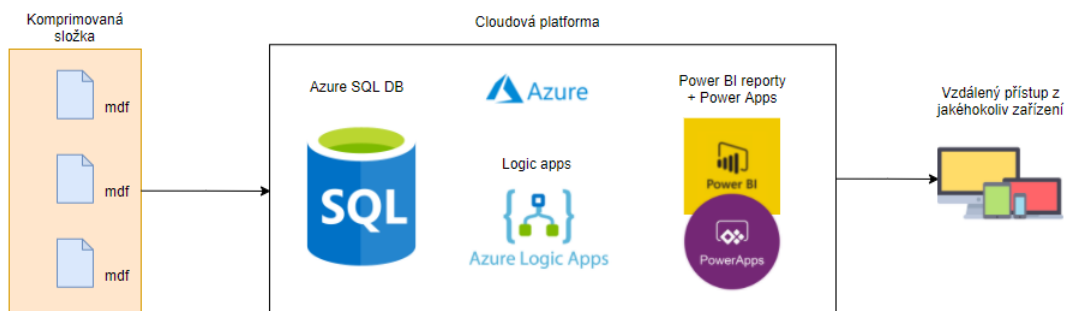 Komprimovaná
složka
mdf
mdf
mdf
Cloudová platforma
Azure SQL DB
SQL
Azure
Logic apps
Azure Logic Apps
Power BI reporty
+ Power Apps
Power BI
PowerApps
Vzdálený přístup z
jakéhokoliv zařízení